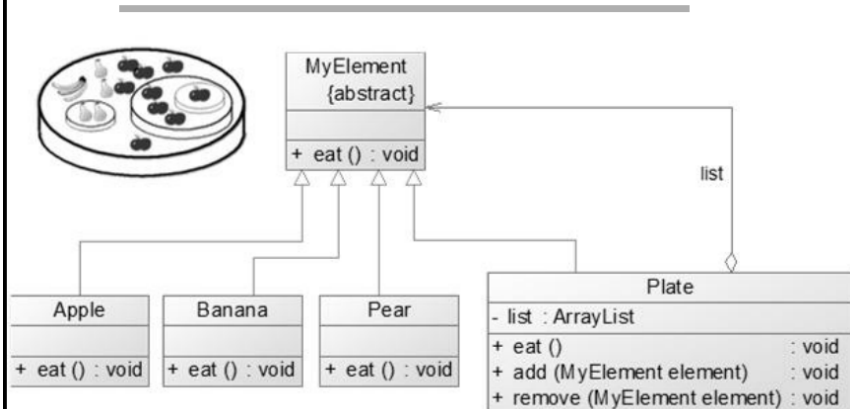 MyElement
{abstract}
+ eat () : void
list
Apple
+ eat () : void
Banana
+ eat () : void
Pear
+ eat () : void
Plate
- list : ArrayList
+ eat () : void
+ add (MyElement element) : void
+ remove (MyElement element) : void